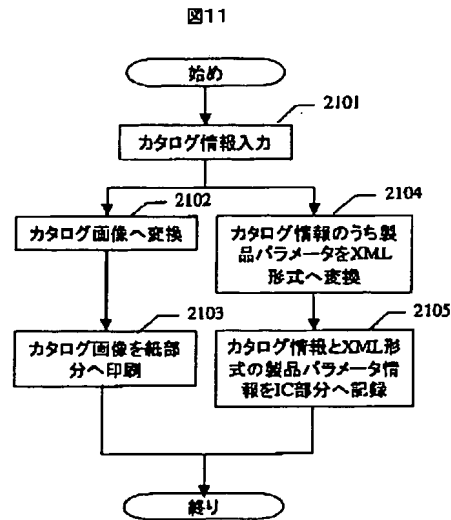 図11
始め
2101
カタログ情報入力
2102
カタログ画像へ変換
2103
カタログ画像を紙部
分へ印刷
2104
カタログ情報のうち製
品パラメータをXML
形式へ変換
2105
カタログ情報とXML形
式の製品パラメータ情
報をIC部分へ記録
終り